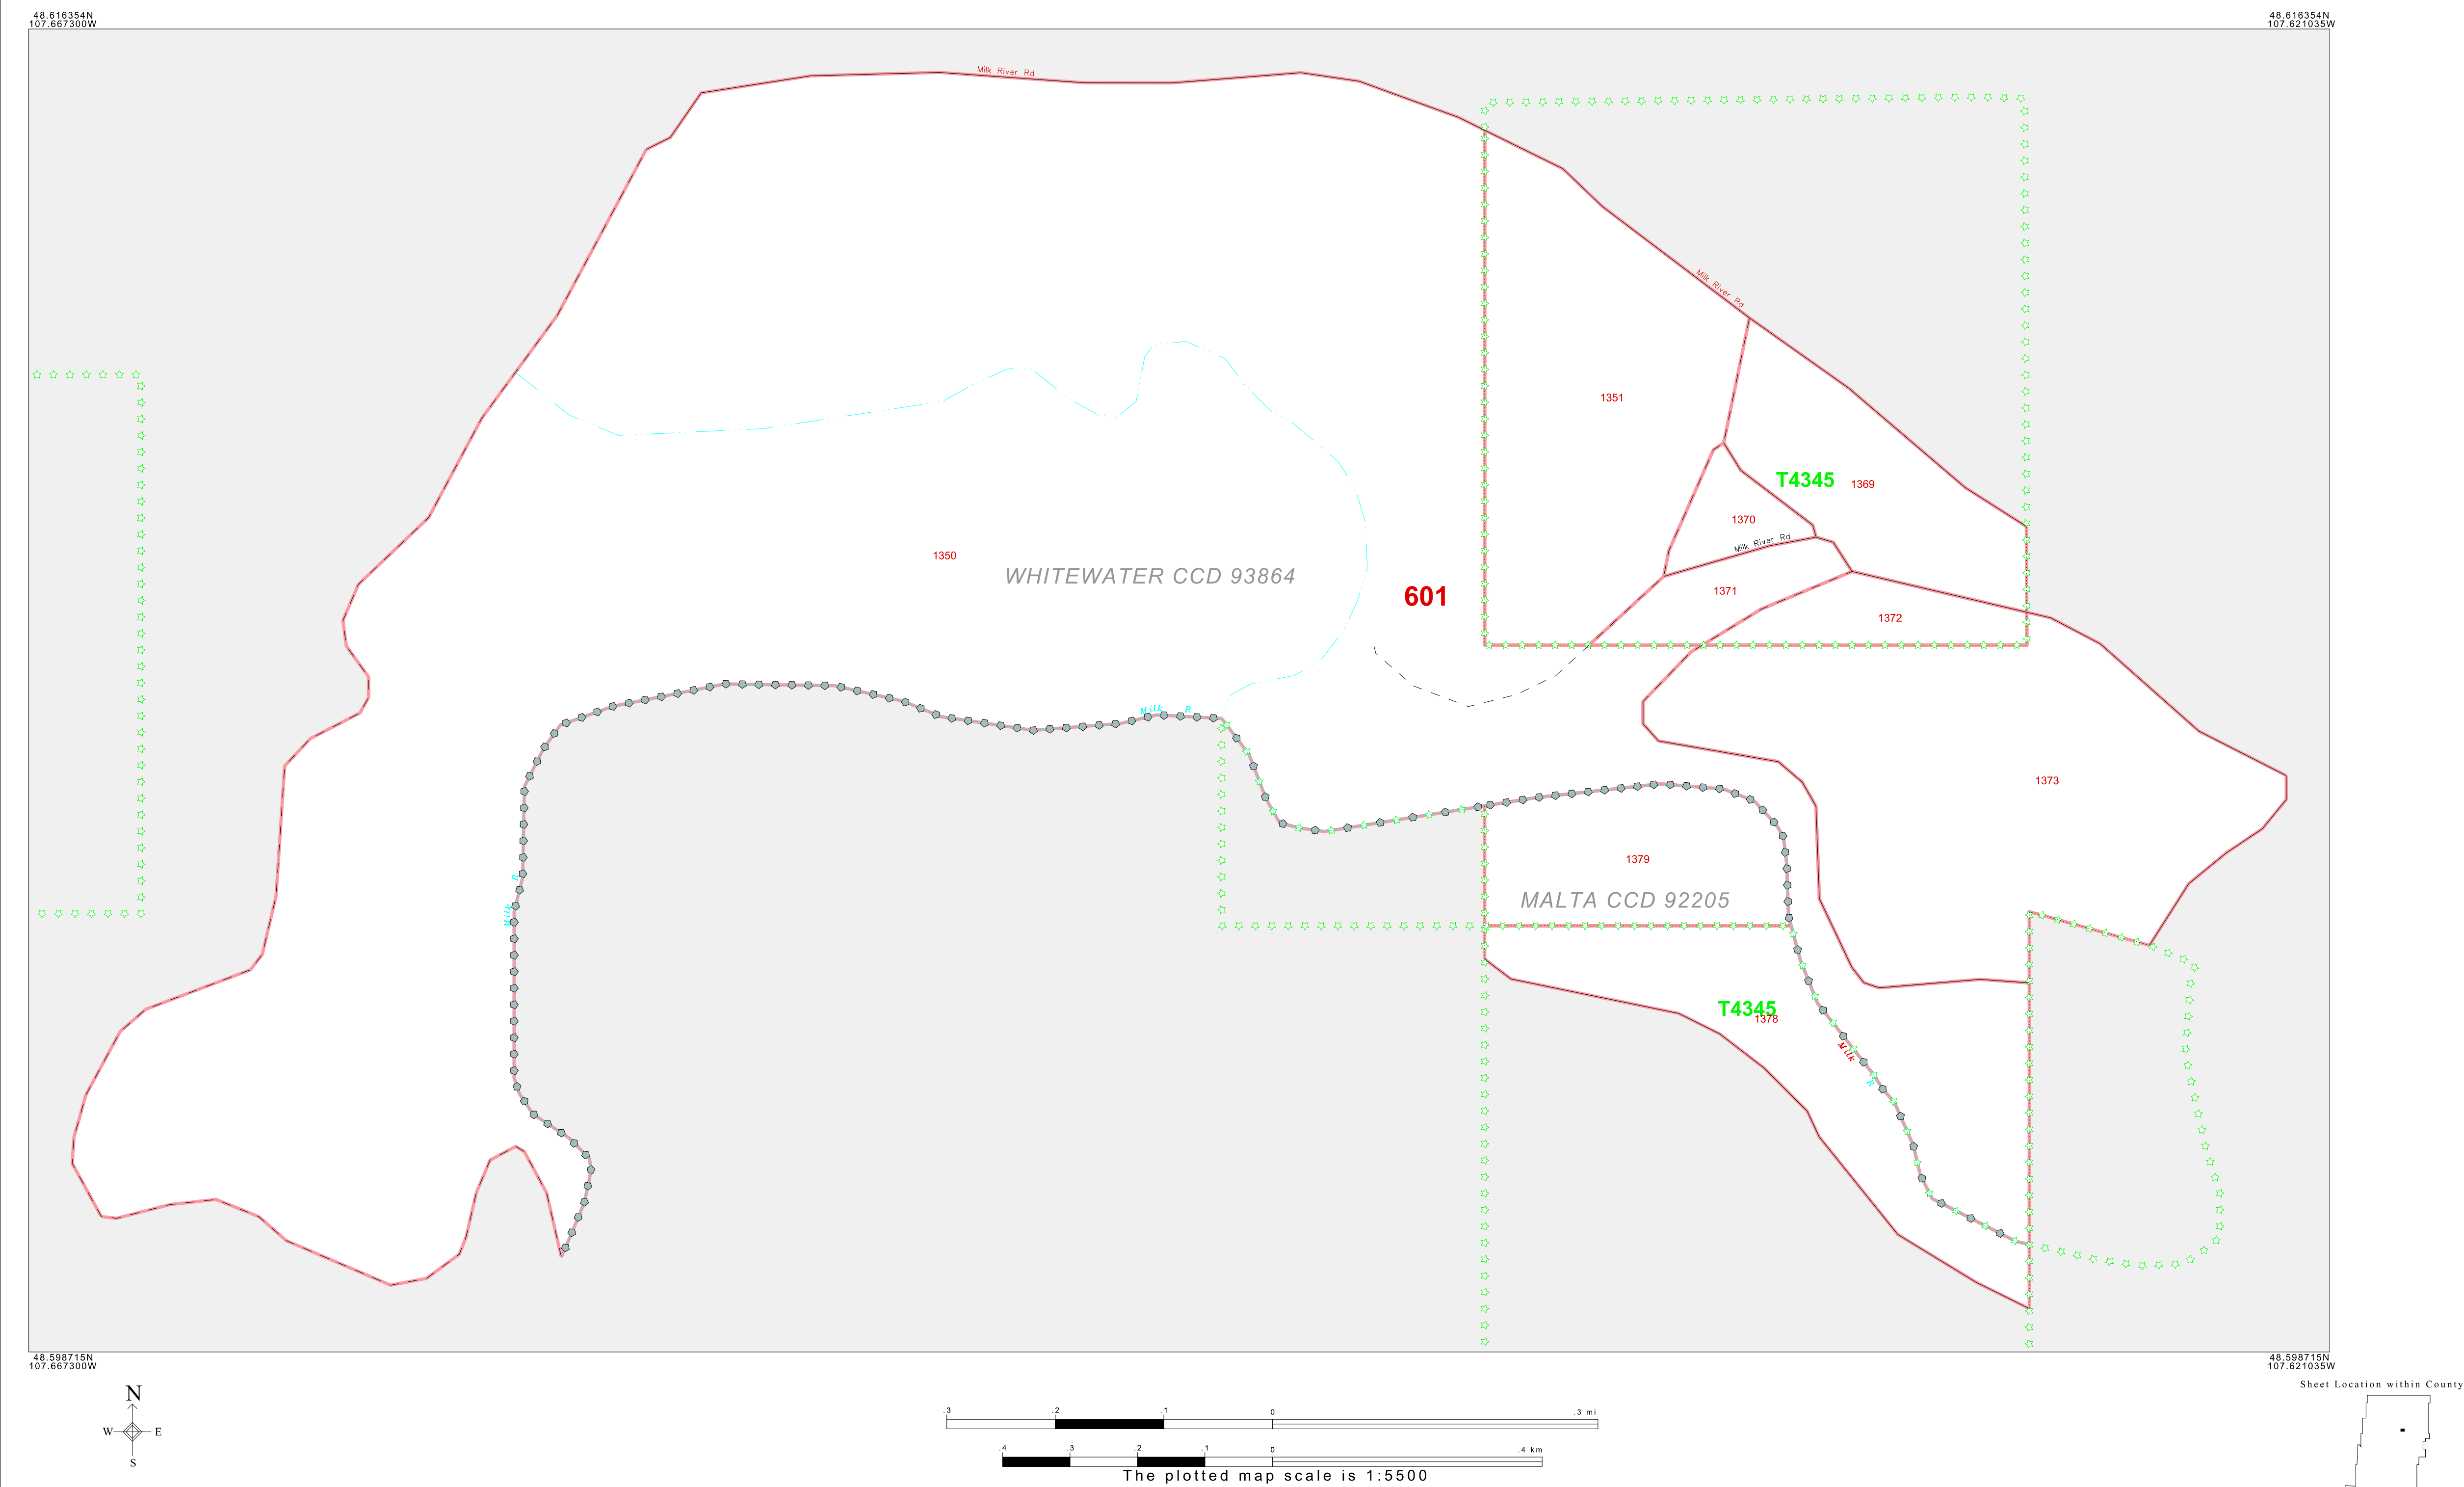 48.616354N
107.667300W
48.616354N
107.621035W
Milk River Rd
Milk River Rd
1351
T4345
1369
1370
Milk River Rd
1350
WHITEWATER CCD 93864
601
1371
1372
Milk R
1373
1379
Milk R
MALTA CCD 92205
T4345
1378
Milk R
48.598715N
107.667300W
48.598715N
107.621035W
Sheet Location within County
N
W E
S
.3 .2 .1 0 .3 mi
.4 .3 .2 .1 0 .4 km
The plotted map scale is 1:5500